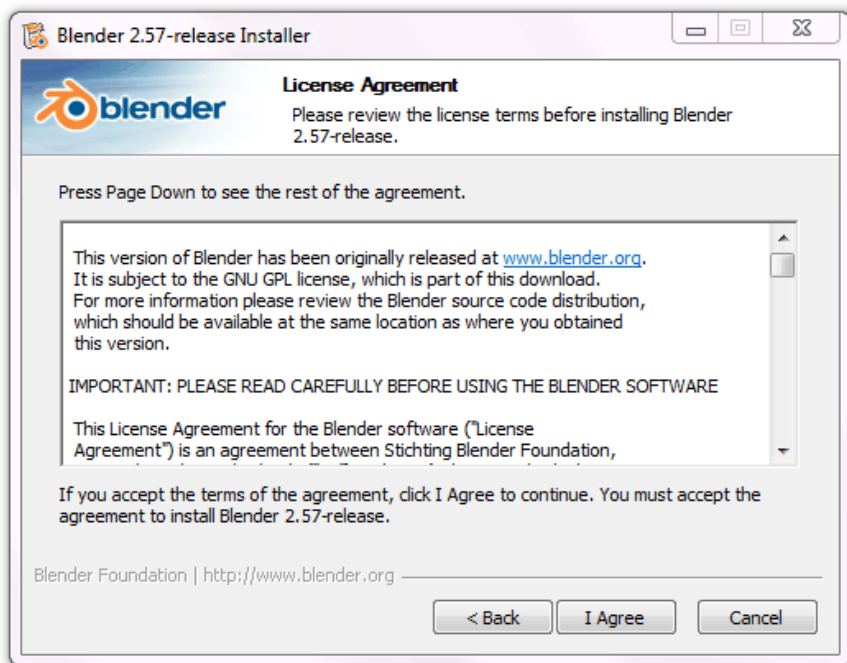 Blender 2.57-release Installer
blender
License Agreement
Please review the license terms before installing Blender
2.57-release.
Press Page Down to see the rest of the agreement.
This version of Blender has been originally released at www.blender.org.
It is subject to the GNU GPL license, which is part of this download.
For more information please review the Blender source code distribution,
which should be available at the same location as where you obtained
this version.
IMPORTANT: PLEASE READ CAREFULLY BEFORE USING THE BLENDER SOFTWARE
This License Agreement for the Blender software ("License
Agreement") is an agreement between Stichting Blender Foundation,
If you accept the terms of the agreement, click I Agree to continue. You must accept the
agreement to install Blender 2.57-release.
Blender Foundation | http://www.blender.org
< Back
I Agree
Cancel